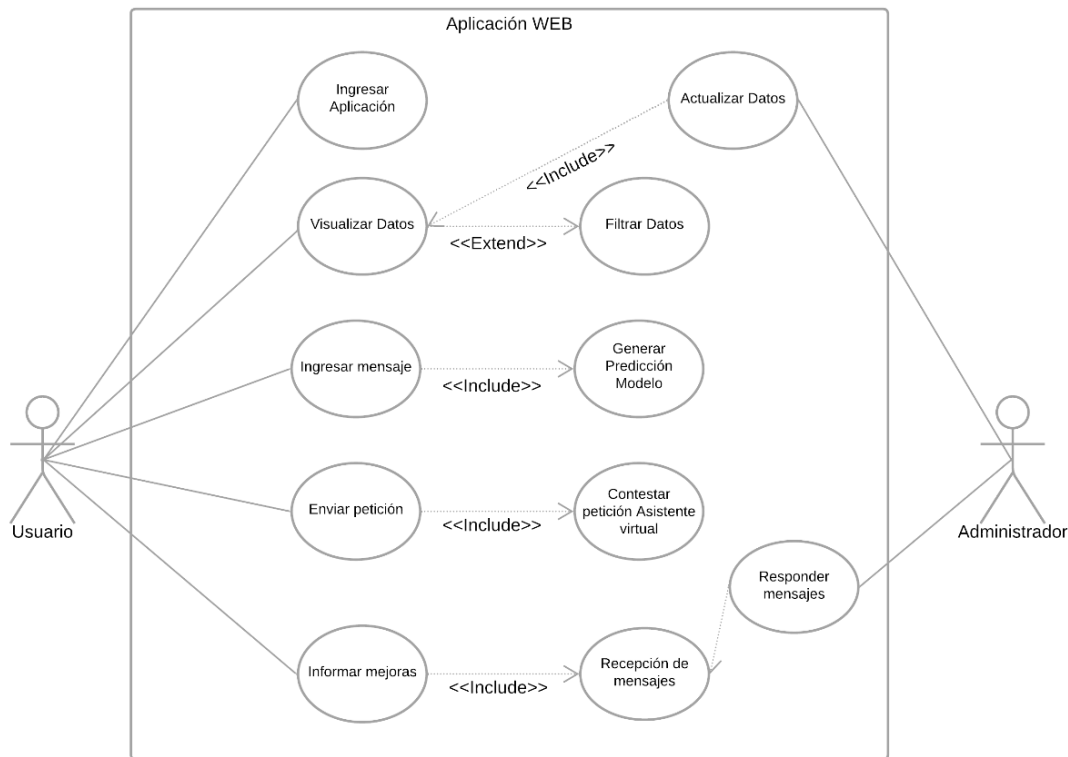 Aplicación WEB
Ingresar
Aplicación
Actualizar Datos
<<Include>>
Visualizar Datos
<<Extend>>
Filtrar Datos
Ingresar mensaje
<<Include>>
Generar
Predicción
Modelo
Usuario
Enviar petición
<<Include>>
Contestar
petición Asistente
virtual
Administrador
Responder
mensajes
Informar mejoras
<<Include>>
Recepción de
mensajes